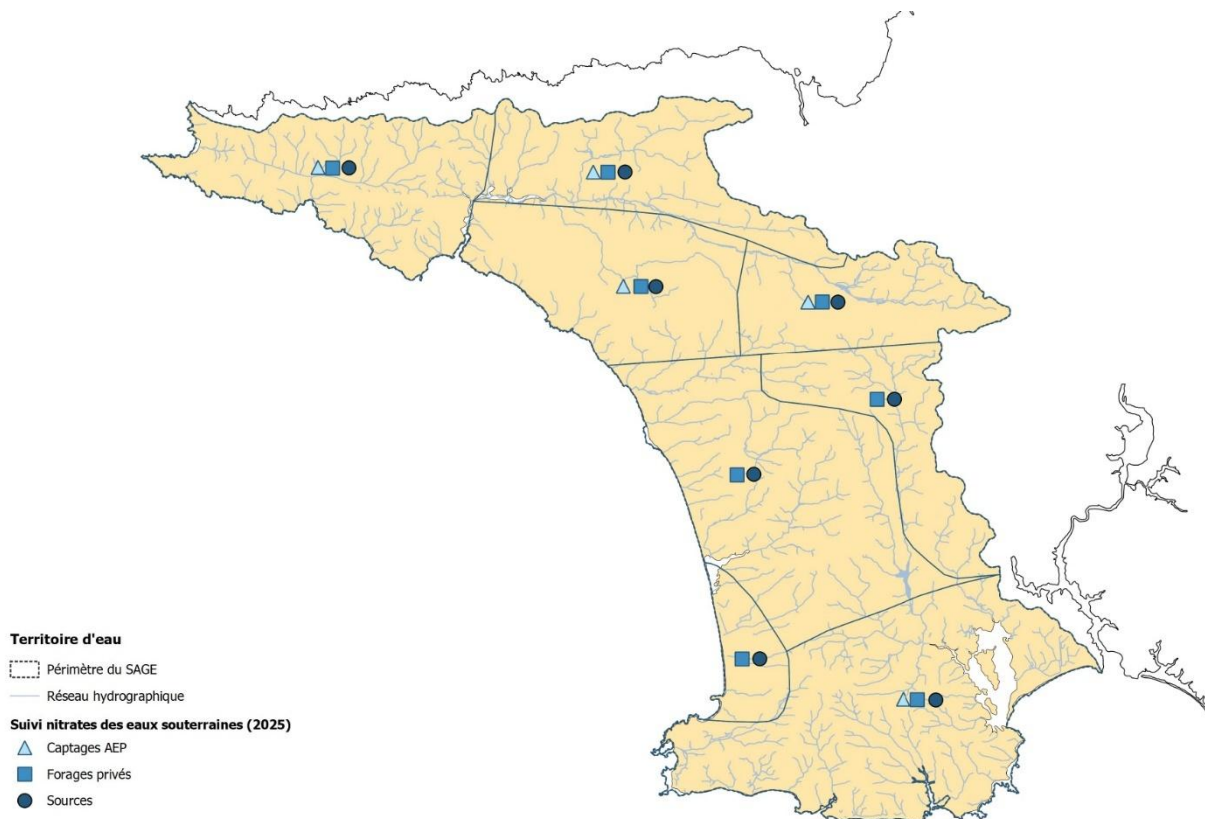 Territoire d'eau
Périmètre du SAGE
Réseau hydrographique
Suivi nitrates des eaux souterraines (2025)
Captages AEP
Forages privés
Sources